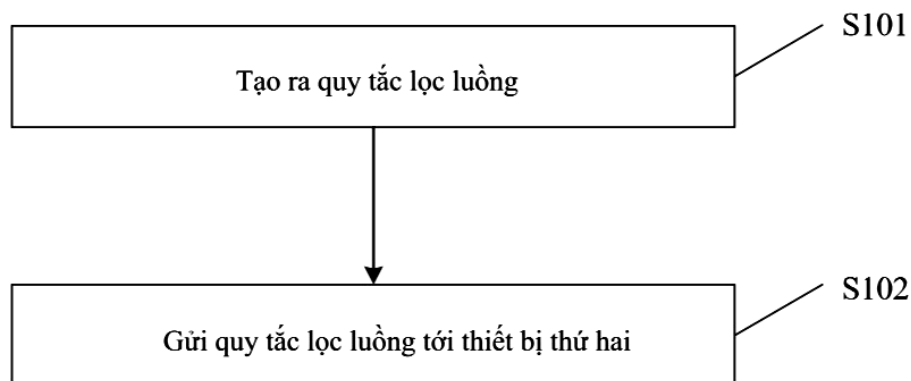 S101
Tạo ra quy tắc lọc luồng
S102
Gửi quy tắc lọc luồng tới thiết bị thứ hai